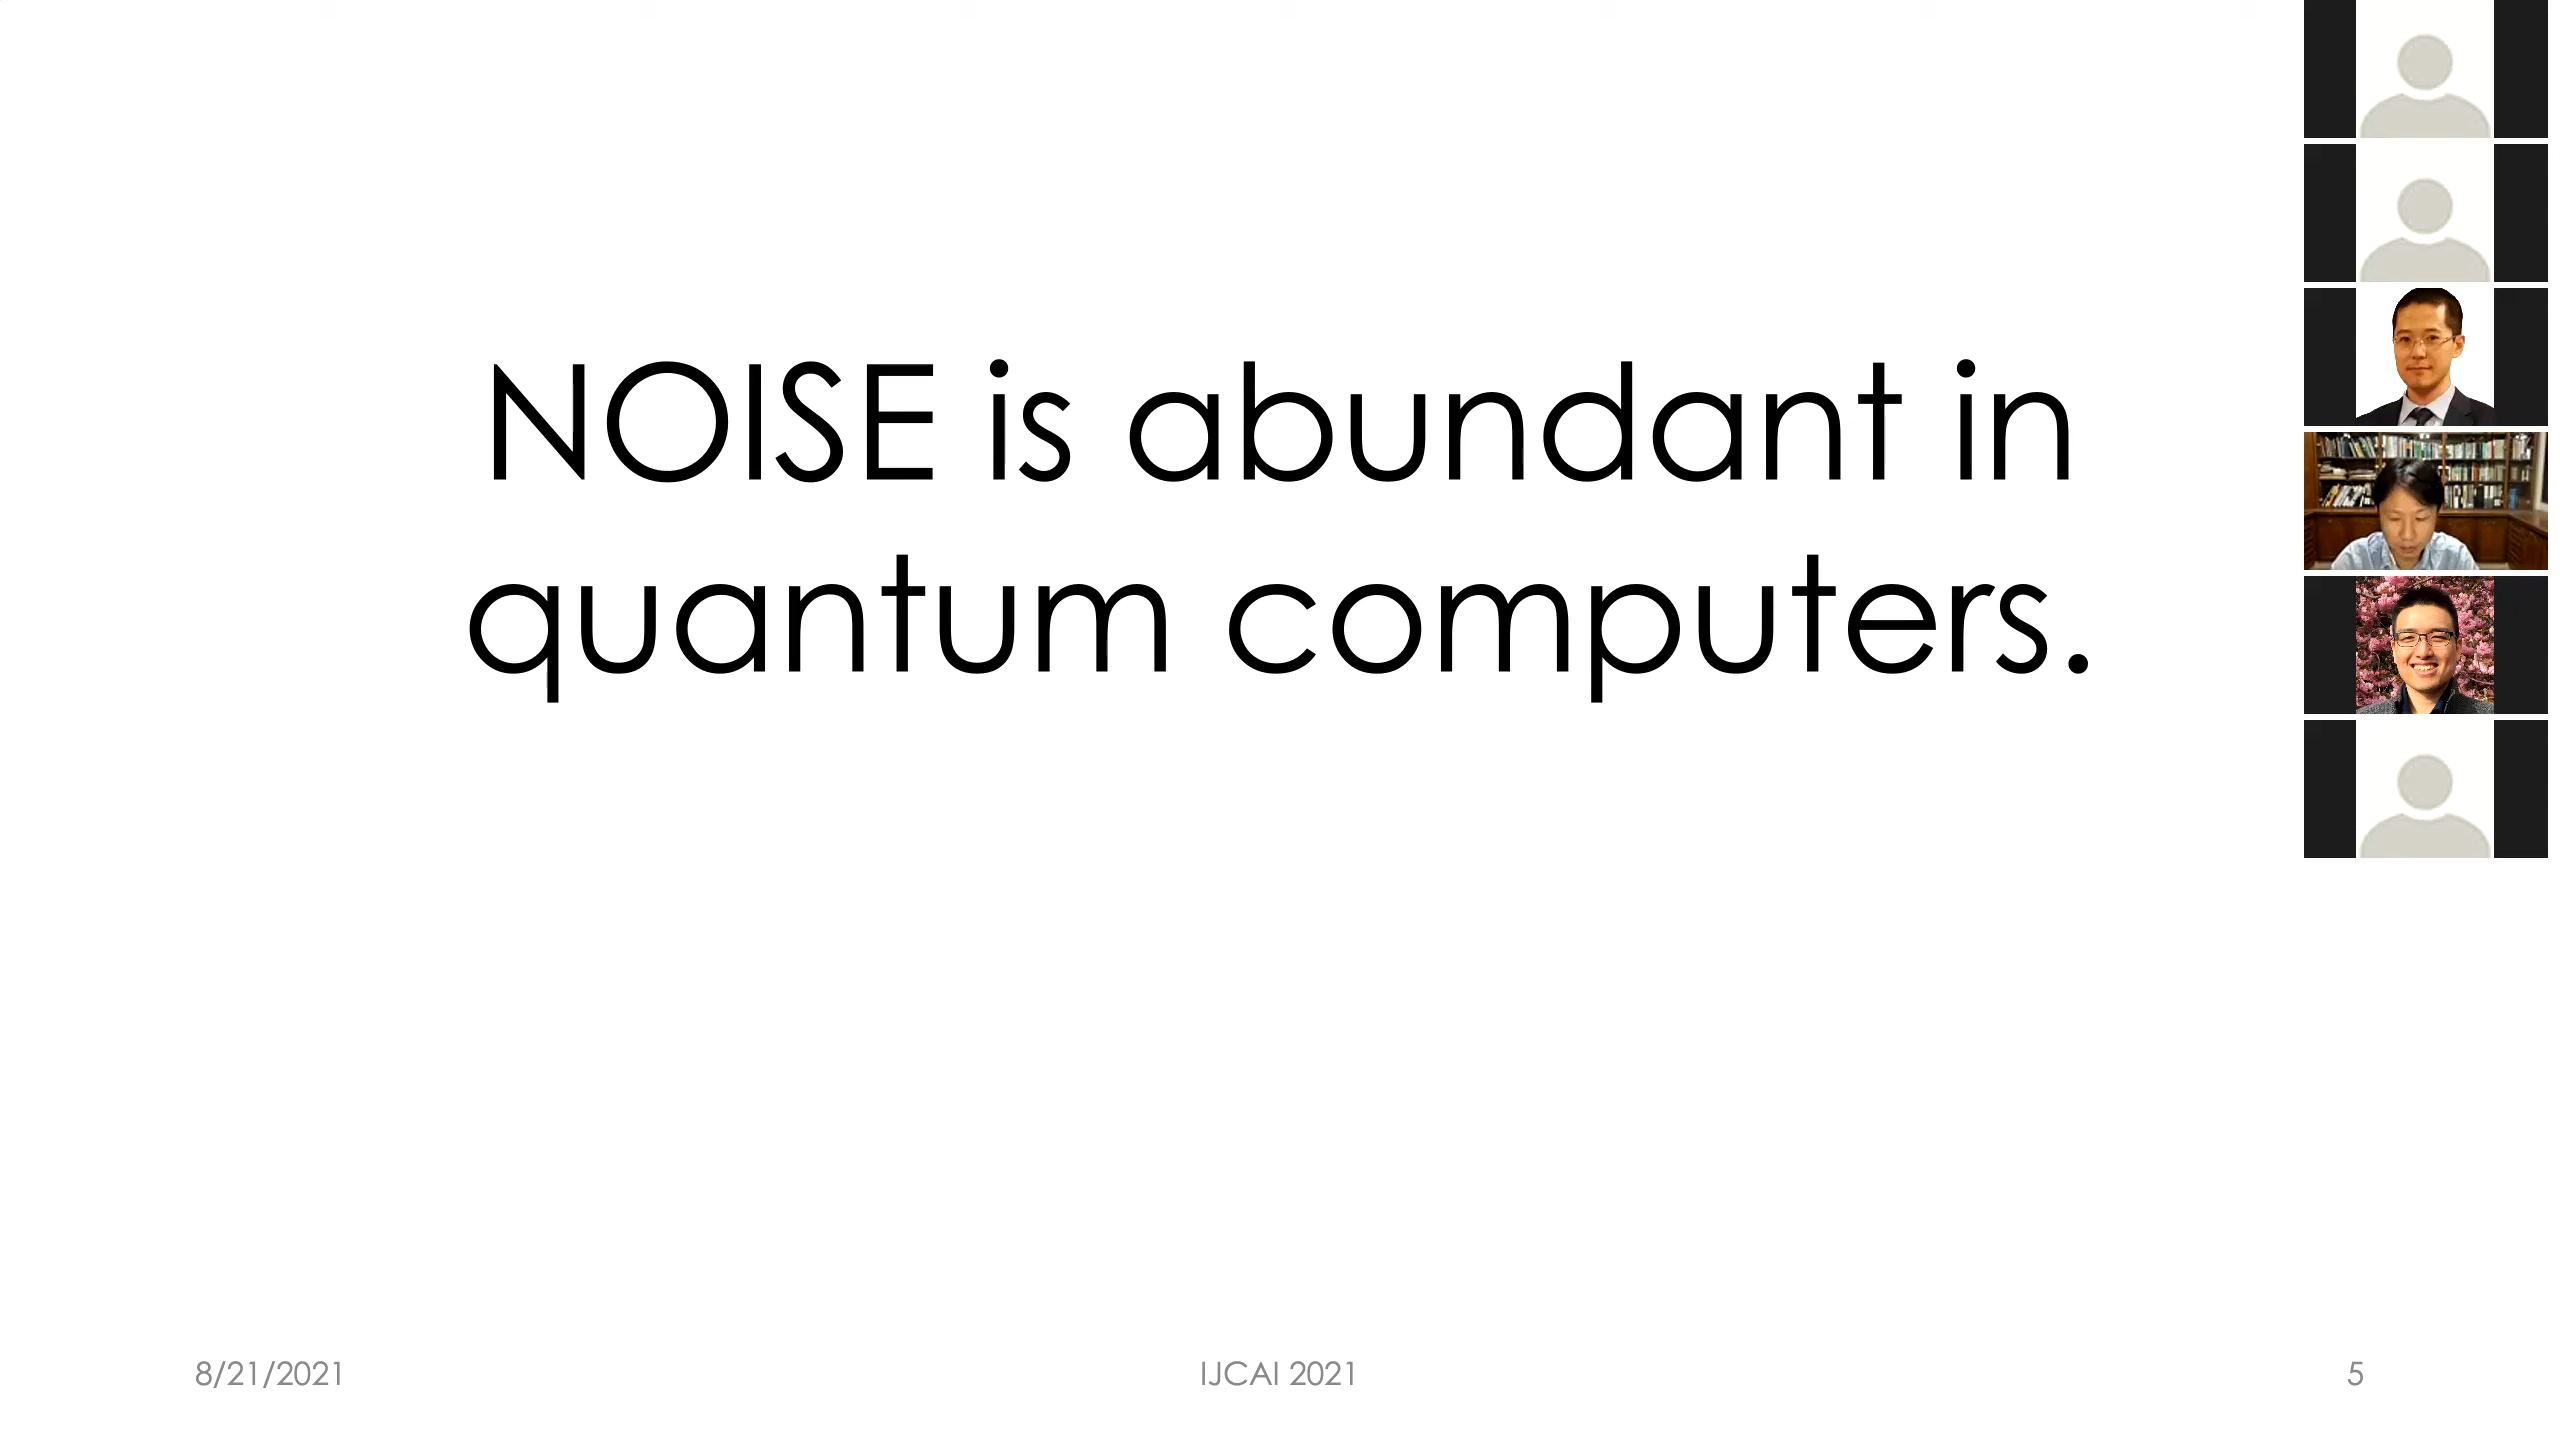 NOISE is abundant in
quantum computers.
8/21/2021
IJCAI 2021
5